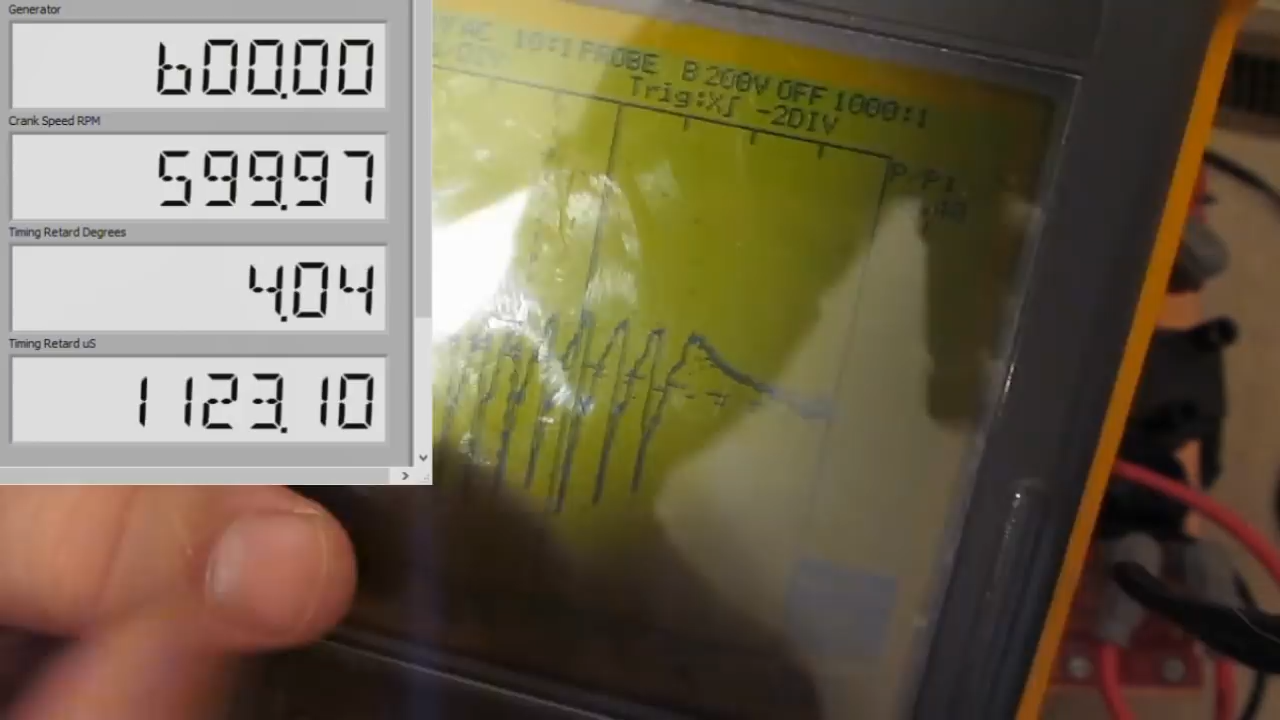 Generator
600.00
Crank Speed RPM
599.97
Timing Retard Degrees
4.04
Timing Retard uS
1123.10
10:1 PROBE B 200V OFF 1000:1
Trig:X∫ -2DIV